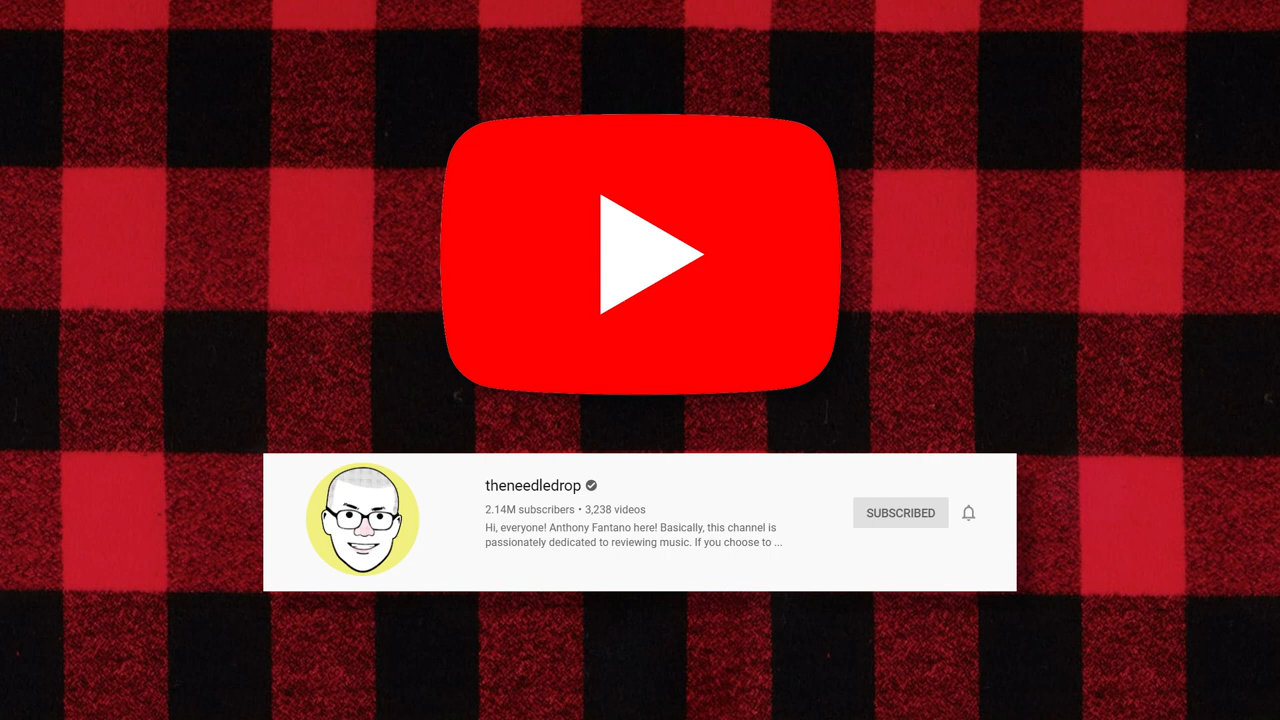 theneedledrop
2.14M subscribers • 3,238 videos
Hi, everyone! Anthony Fantano here! Basically, this channel is
passionately dedicated to reviewing music. If you choose to ...
SUBSCRIBED